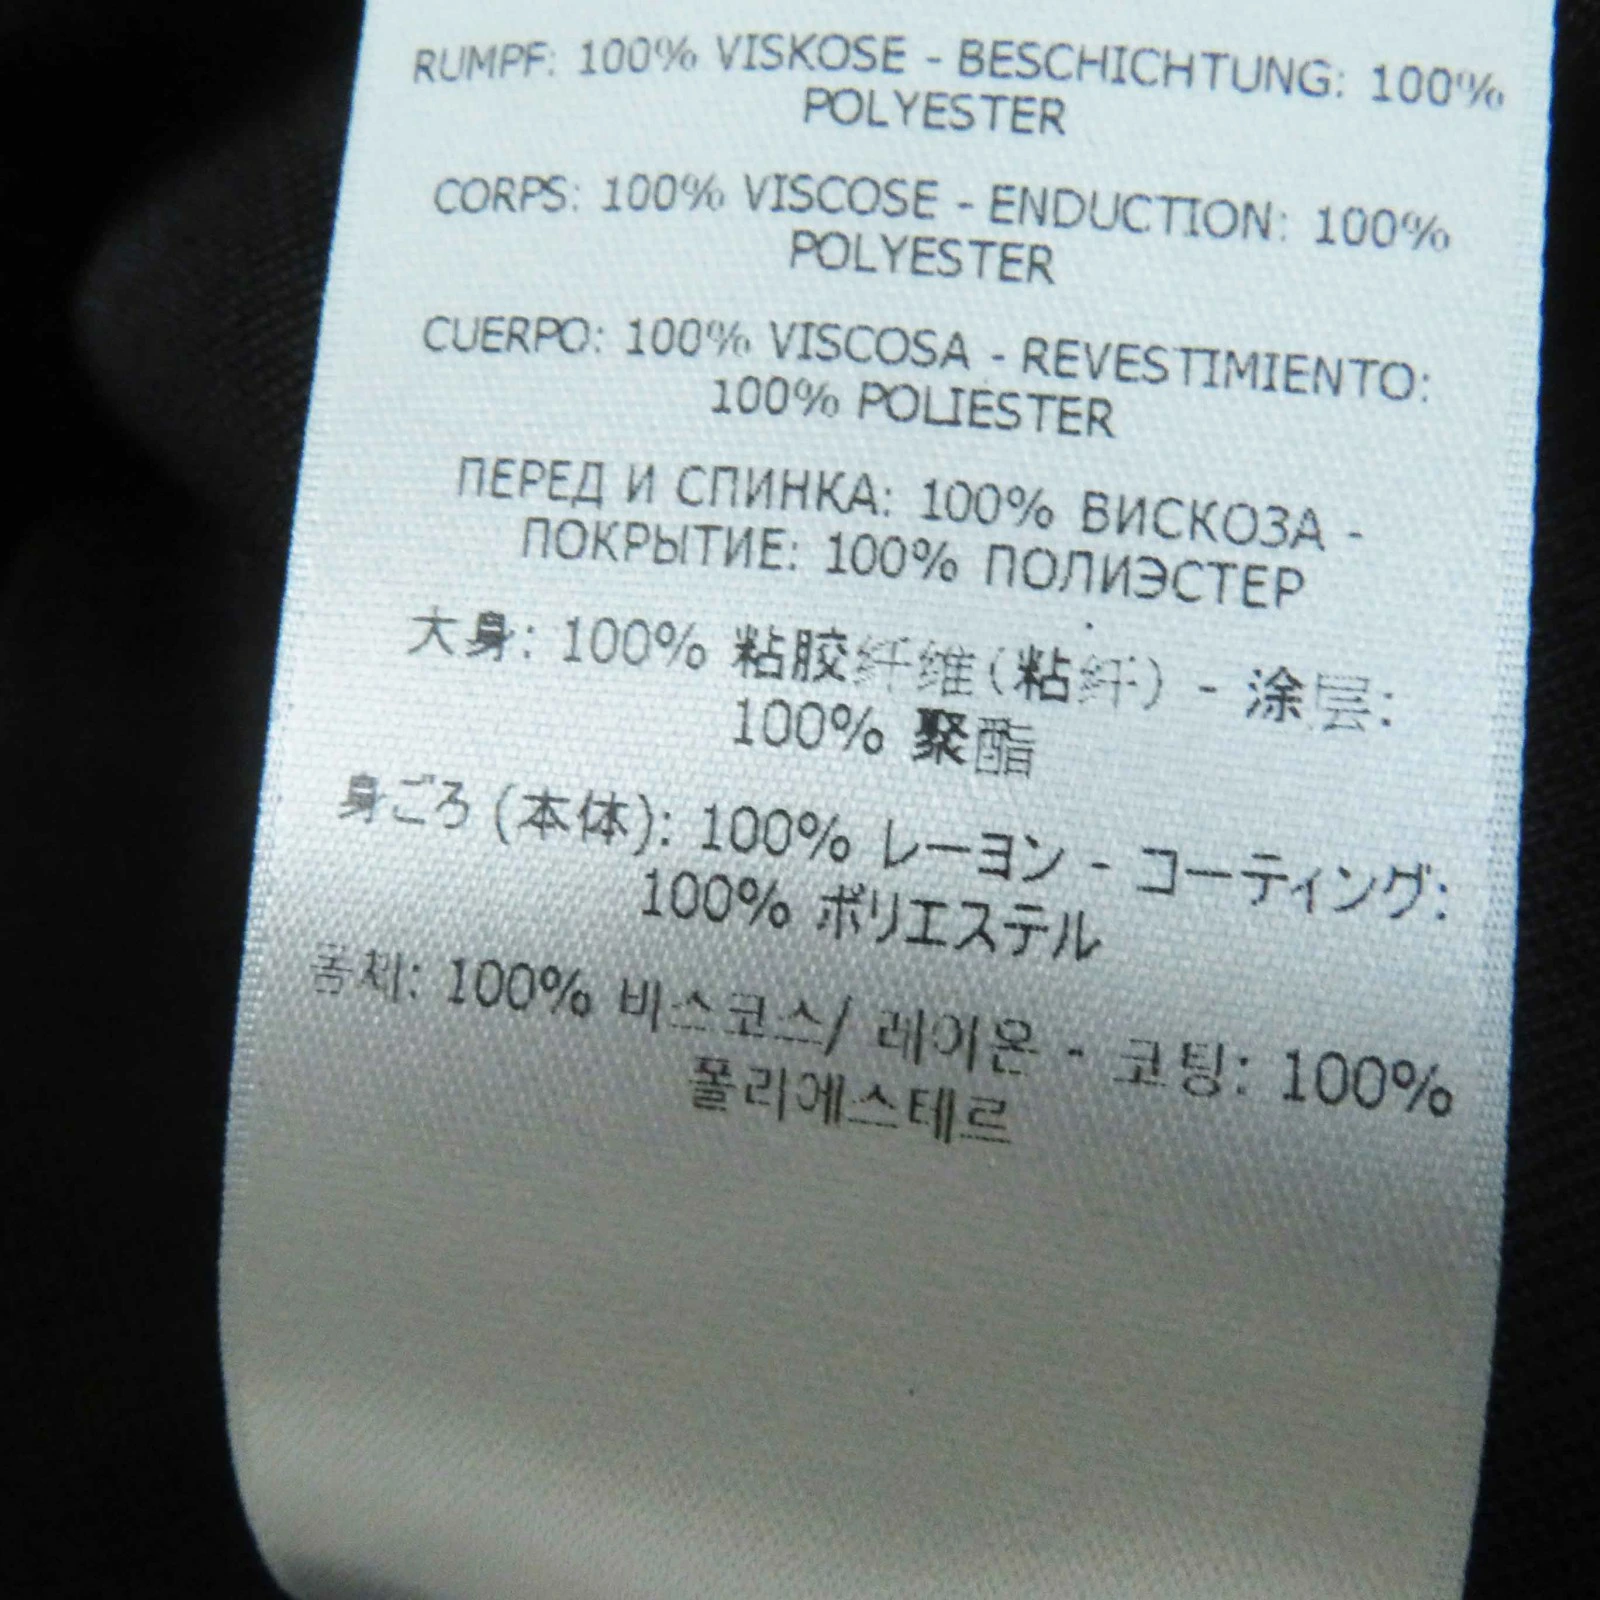 RUMPF: 100% VISKOSE - BESCHICHTUNG: 100%
POLYESTER
CORPS: 100% VISCOSE - ENDUCTION: 100%
POLYESTER
CUERPO: 100% VISCOSA - REVESTIMIENTO:
100% POLIESTER
ПЕРЕД И СПИНКА: 100% ВИСКОЗА -
ПОКРЫТИЕ: 100% ПОЛИЭСТЕР
大身: 100% 粘胶纤维(粘纤) - 涂层:
100% 聚酯
身ごろ (本体): 100% レーヨン - コーティング:
100% ポリエステル
몸체: 100% 비스코스/ 레이온 - 코팅: 100%
폴리에스테르